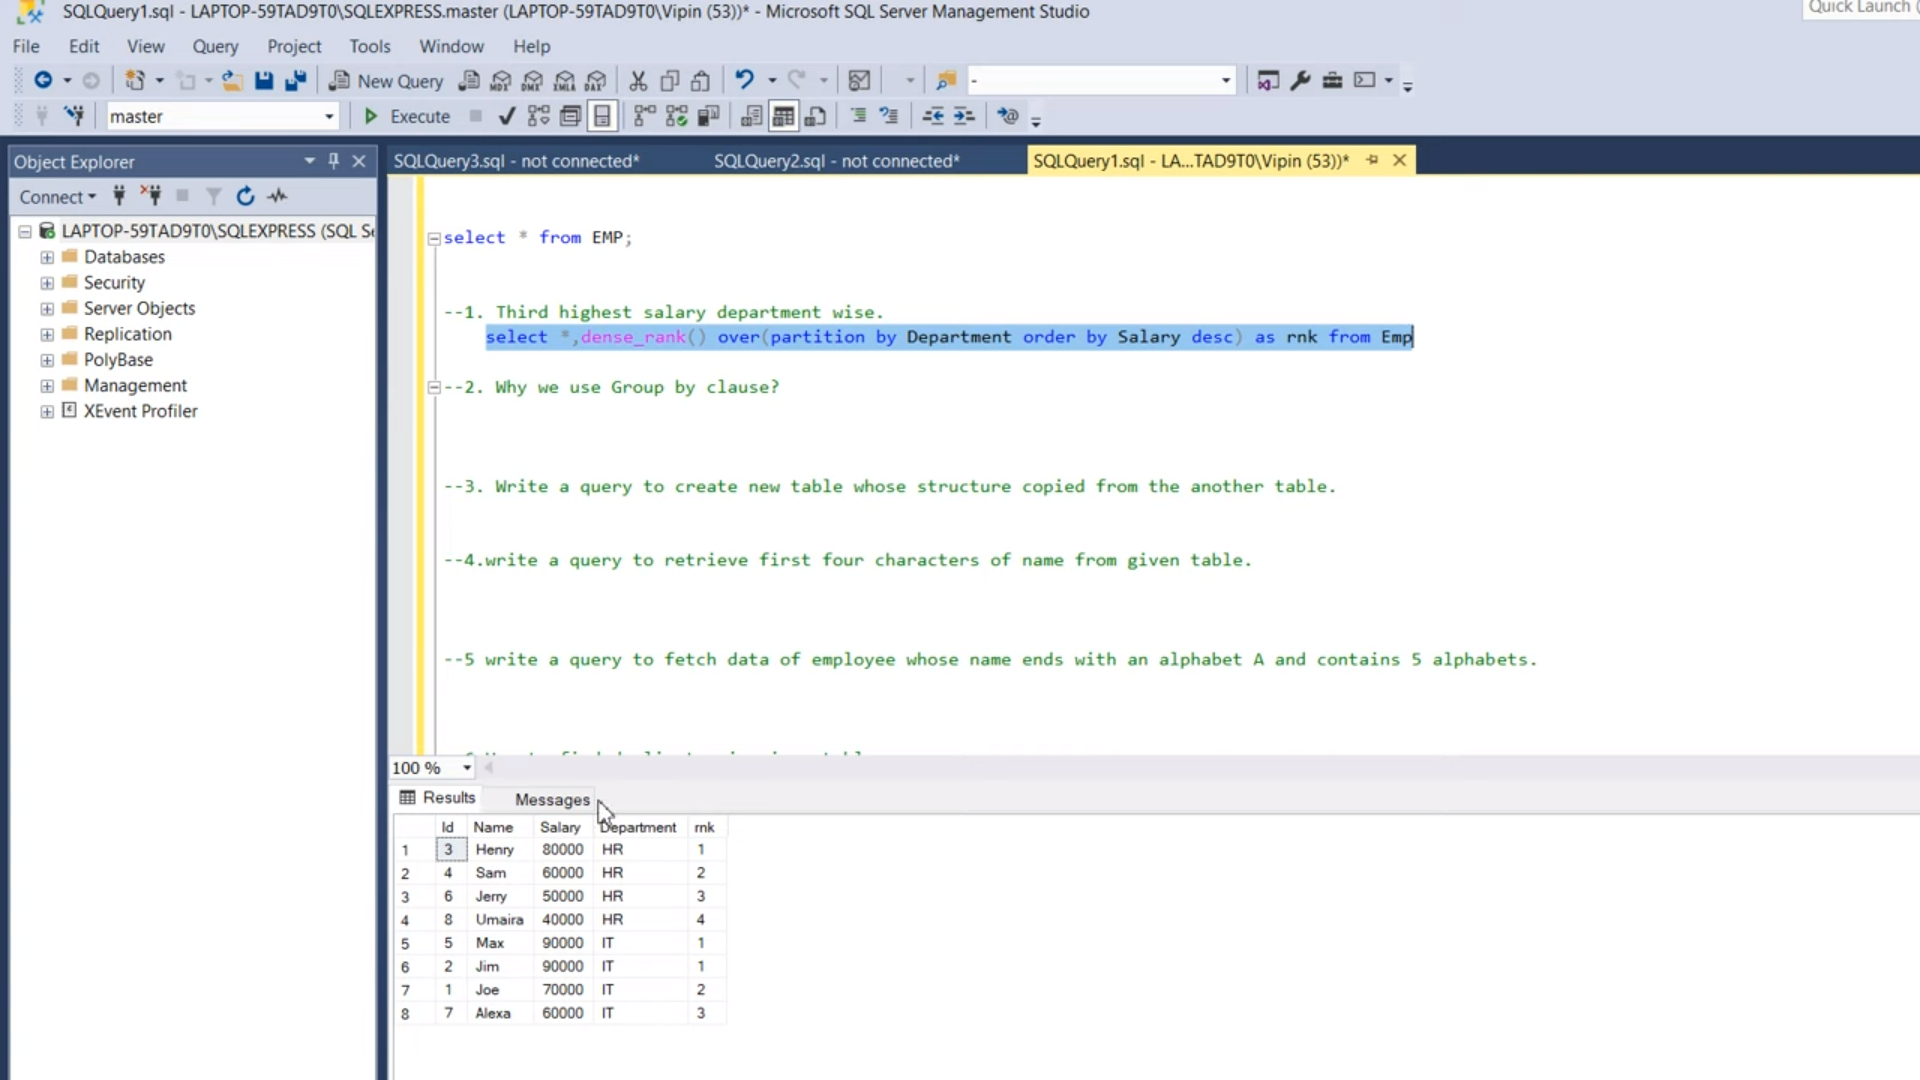 SQLQuery1.sql - LAPTOP-59TAD9T0\SQLEXPRESS.master (LAPTOP-59TAD9T0\Vipin (53))* - Microsoft SQL Server Management Studio
Quick Launch
File Edit View Query Project Tools Window Help
New Query MDX DMX XMLA DAX -
master Execute
Object Explorer
SQLQuery3.sql - not connected* SQLQuery2.sql - not connected* SQLQuery1.sql - LA...TAD9T0\Vipin (53))*
Connect
LAPTOP-59TAD9T0\SQLEXPRESS (SQL Se
Databases
Security
Server Objects
Replication
PolyBase
Management
XEvent Profiler
select * from EMP;
--1. Third highest salary department wise.
select *,dense_rank() over(partition by Department order by Salary desc) as rnk from Emp
--2. Why we use Group by clause?
--3. Write a query to create new table whose structure copied from the another table.
--4.write a query to retrieve first four characters of name from given table.
--5 write a query to fetch data of employee whose name ends with an alphabet A and contains 5 alphabets.
100 %
Results Messages
Id Name Salary Department rnk
1 3 Henry 80000 HR 1
2 4 Sam 60000 HR 2
3 6 Jerry 50000 HR 3
4 8 Umaira 40000 HR 4
5 5 Max 90000 IT 1
6 2 Jim 90000 IT 1
7 1 Joe 70000 IT 2
8 7 Alexa 60000 IT 3